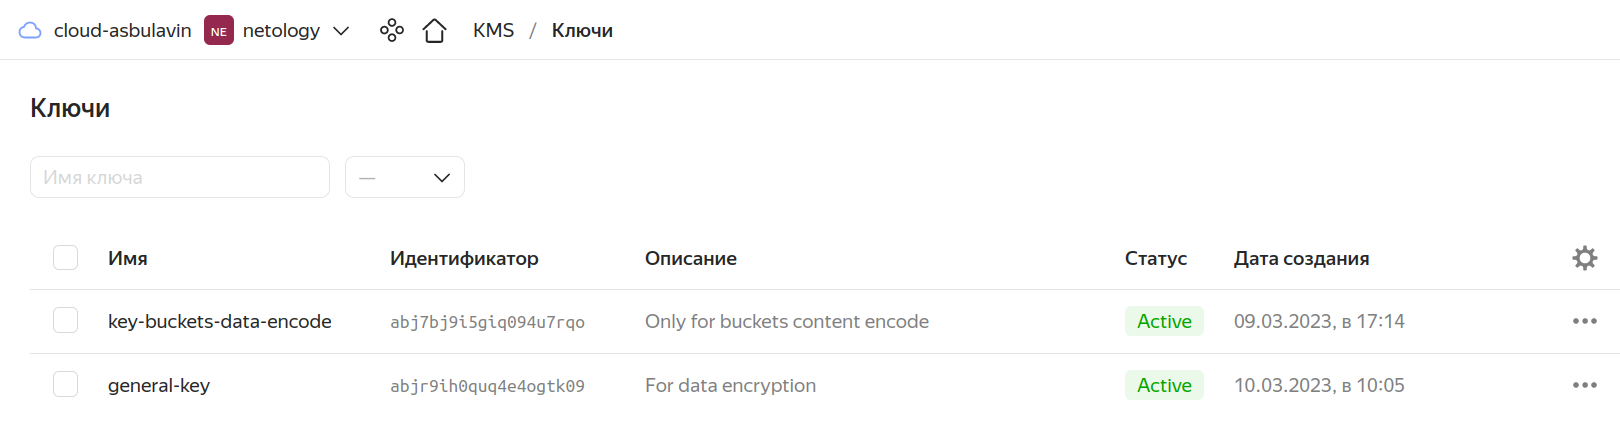 cloud-asbulavin NE netology KMS / Ключи
Ключи
Имя ключа —
Имя Идентификатор Описание Статус Дата создания
key-buckets-data-encode abj7bj9i5giq094u7rqo Only for buckets content encode Active 09.03.2023, в 17:14
general-key abjr9ih0quq4e4ogtk09 For data encryption Active 10.03.2023, в 10:05